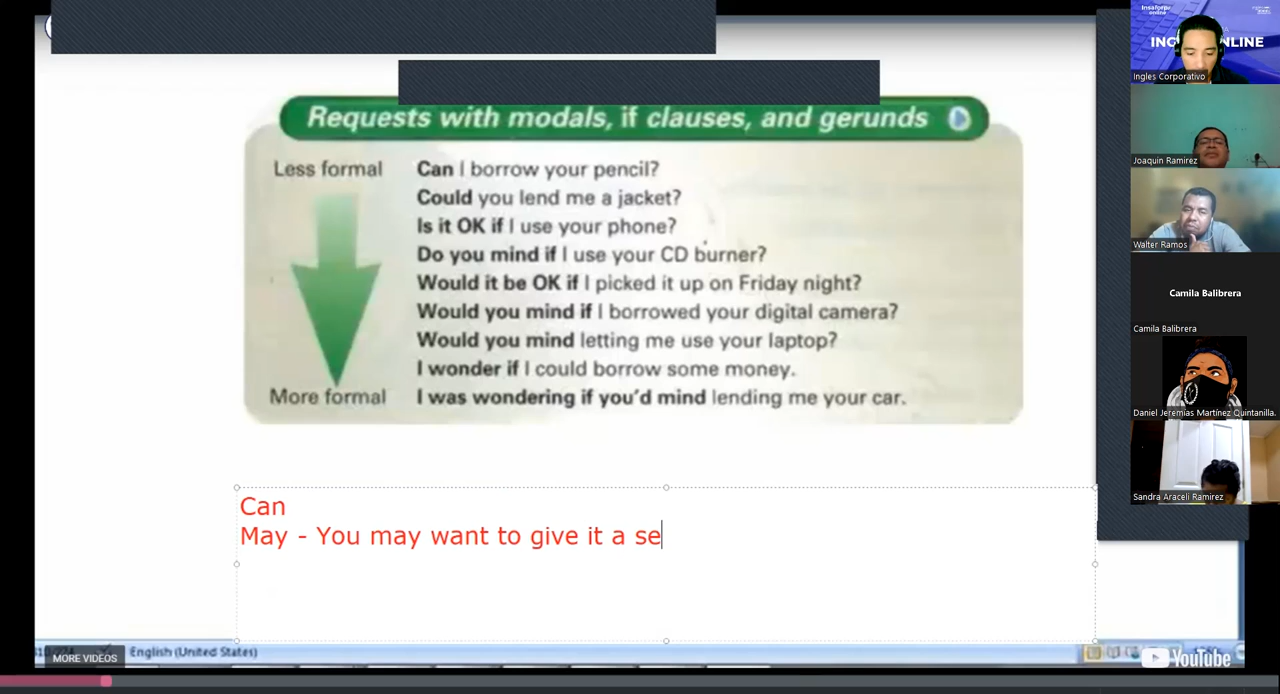 Requests with modals, if clauses, and gerunds
Less formal
Can I borrow your pencil?
Could you lend me a jacket?
Is it OK if I use your phone?
Do you mind if I use your CD burner?
Would it be OK if I picked it up on Friday night?
Would you mind if I borrowed your digital camera?
Would you mind letting me use your laptop?
I wonder if I could borrow some money.
More formal
I was wondering if you'd mind lending me your car.
Can
May - You may want to give it a se
English (United States)
MORE VIDEOS
YouTube
Insaforp online
Ingles Corporativo
Joaquin Ramirez
Walter Ramos
Camila Balibrera
Camila Balibrera
Daniel Jeremias Martínez Quintanilla.
Sandra Araceli Ramirez